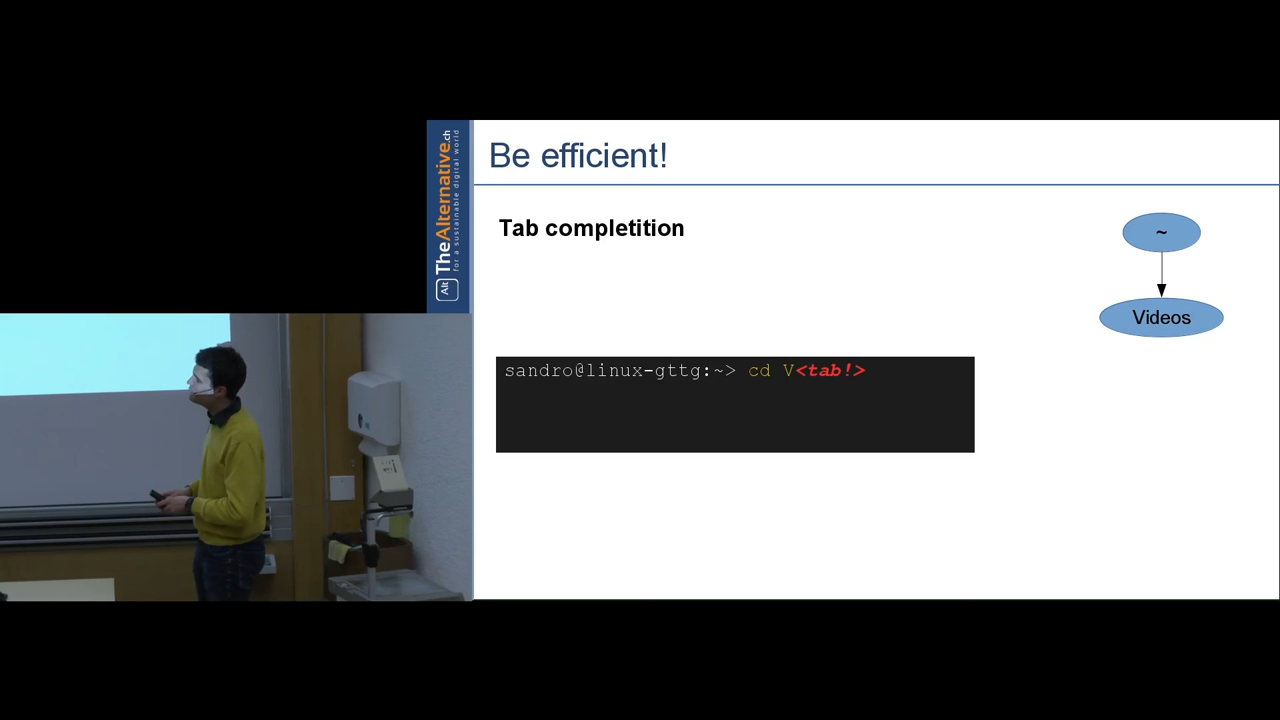 Be efficient!
Tab completition
~
Videos
sandro@linux-gttg:~> cd V<tab!>
Alt TheAlternative.ch
for a sustainable digital world